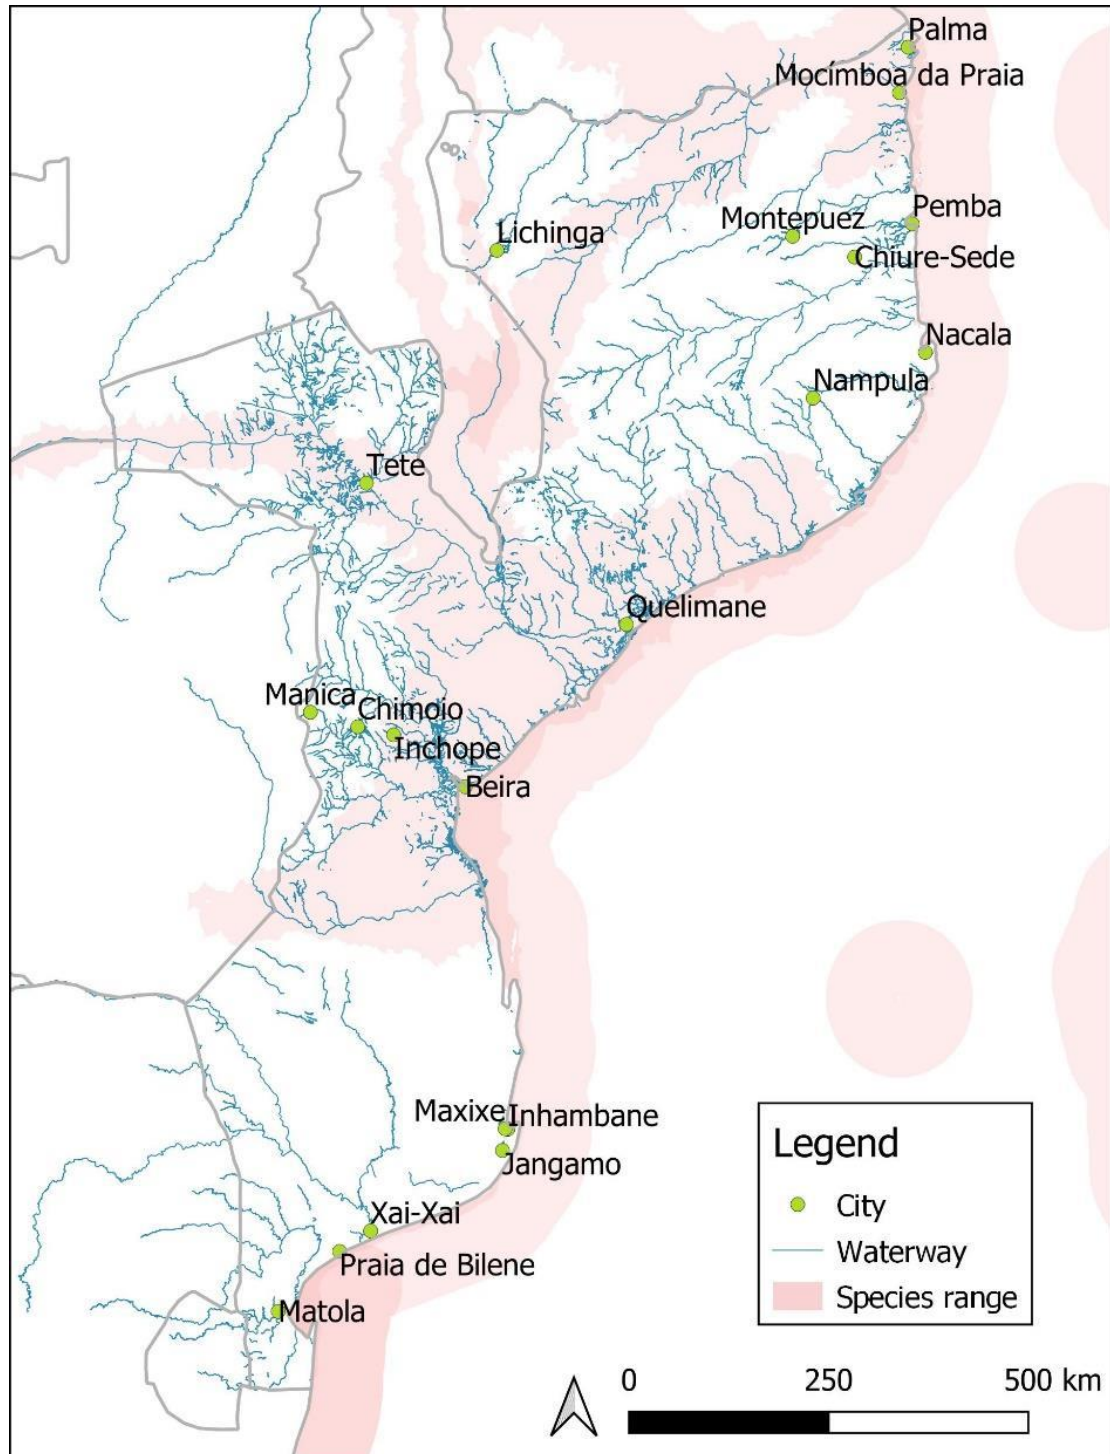 Palma
Mocímboa da Praia
Pemba
Montepuez
Lichinga
Chiure-Sede
Nacala
Nampula
Tete
Quelimane
Manica
Chimoio
Inchope
Beira
Maxixe
Inhambane
Jangamo
Xai-Xai
Praia de Bilene
Matola
Legend
City
Waterway
Species range
0 250 500 km